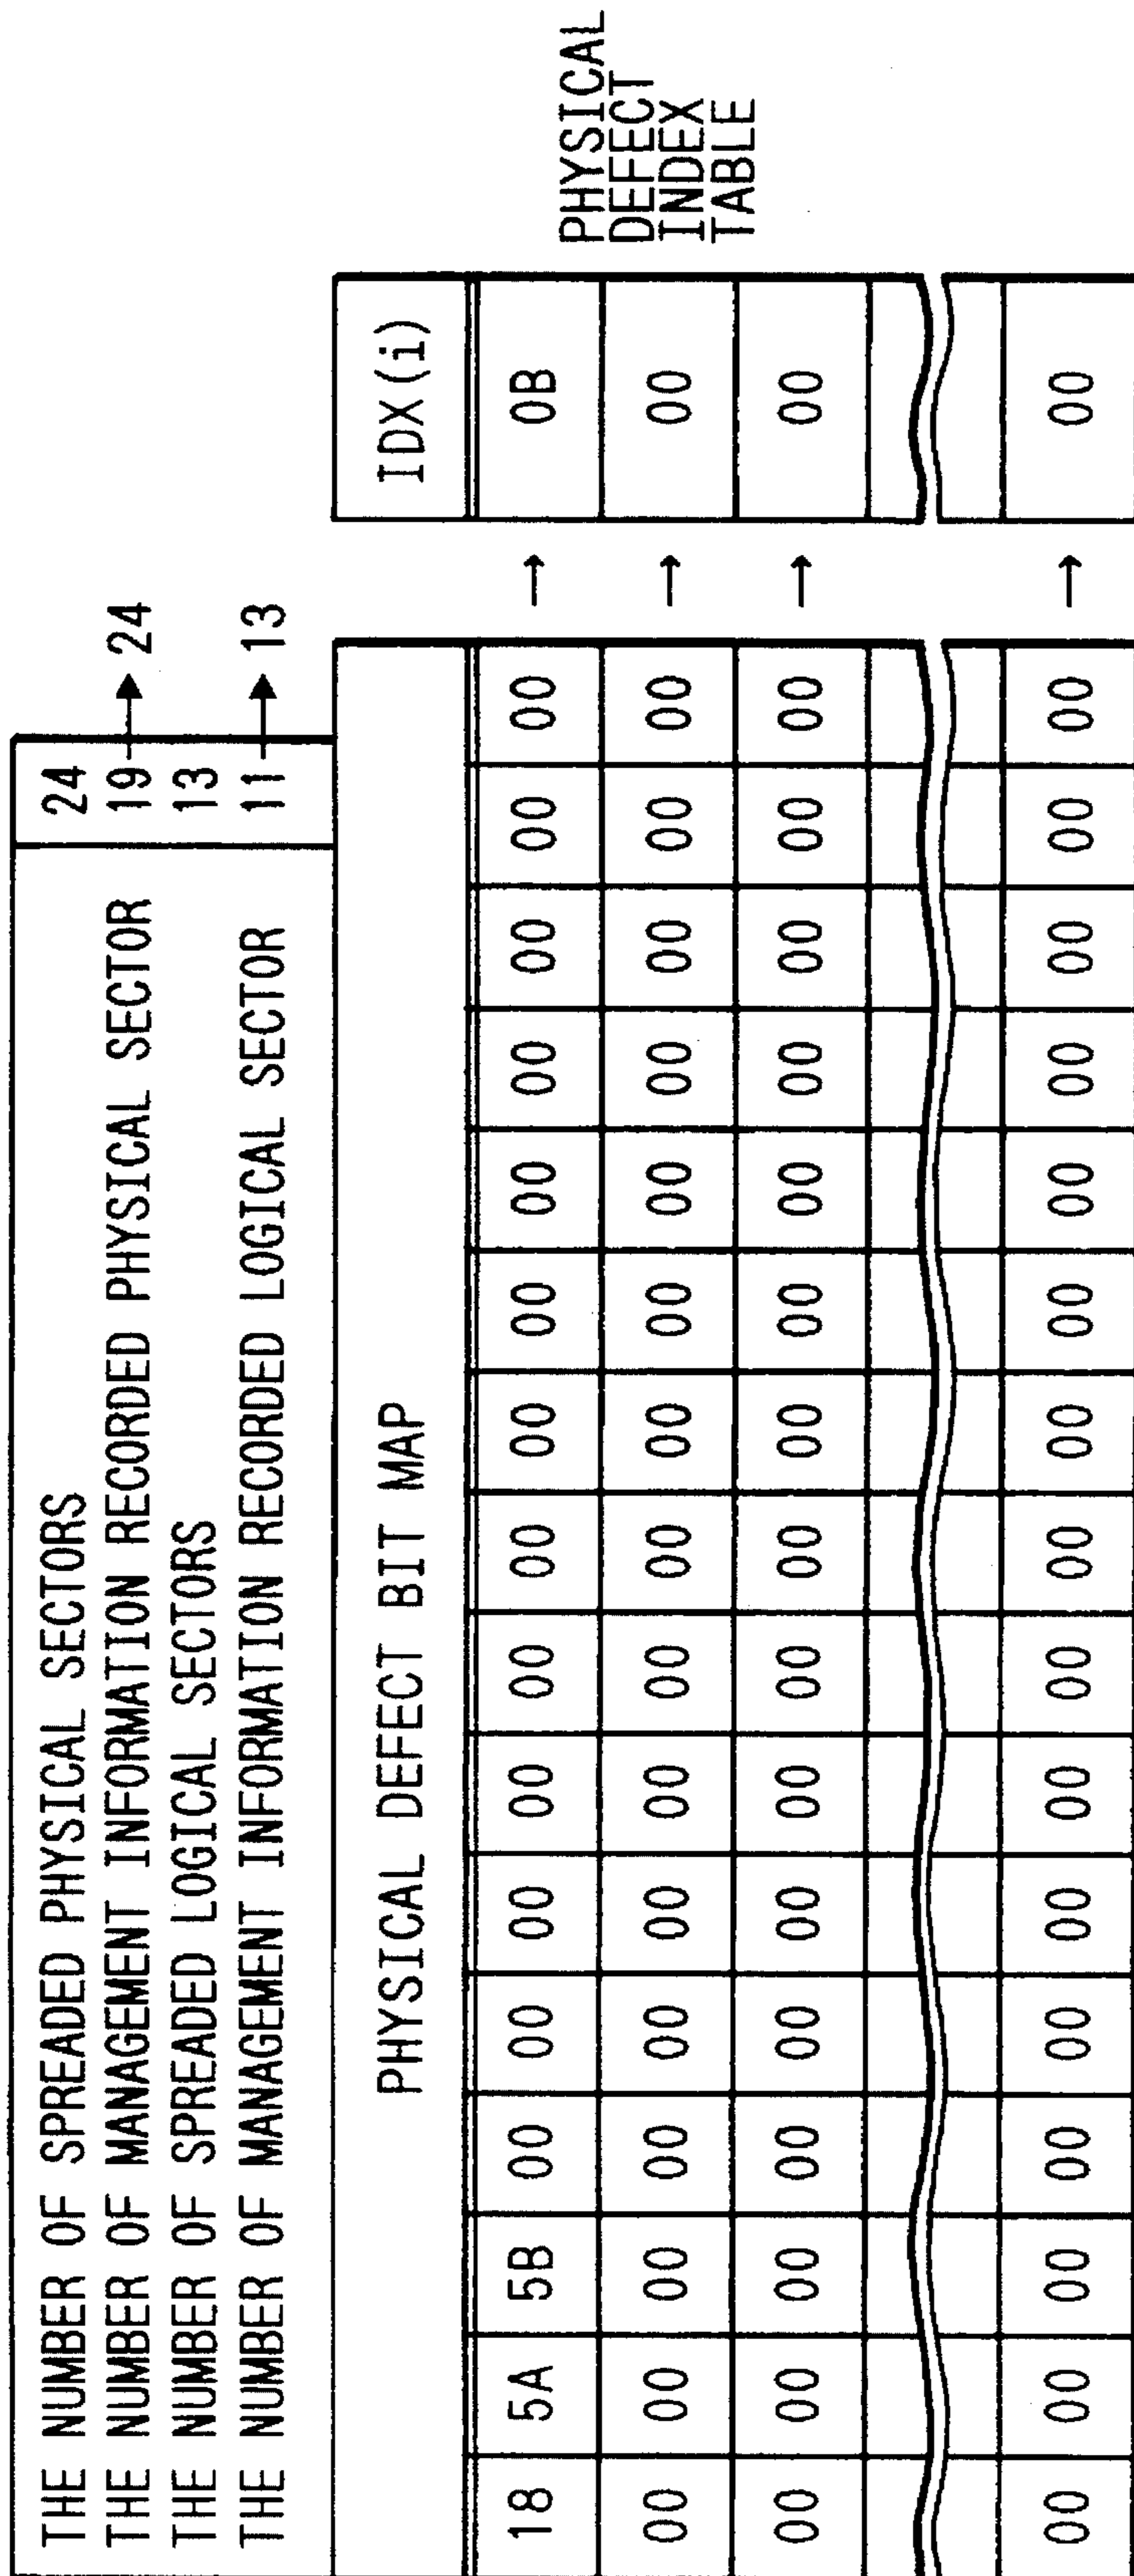 THE NUMBER OF SPREADED PHYSICAL SECTORS 24
THE NUMBER OF MANAGEMENT INFORMATION RECORDED PHYSICAL SECTOR 19 → 24
THE NUMBER OF SPREADED LOGICAL SECTORS 13
THE NUMBER OF MANAGEMENT INFORMATION RECORDED LOGICAL SECTOR 11 → 13
PHYSICAL DEFECT BIT MAP IDX(i)
18 5A 5B 00 00 00 00 00 00 00 00 00 00 00 00 00 → 0B
00 00 00 00 00 00 00 00 00 00 00 00 00 00 00 00 → 00
00 00 00 00 00 00 00 00 00 00 00 00 00 00 00 00 → 00
00 00 00 00 00 00 00 00 00 00 00 00 00 00 00 00 → 00
PHYSICAL
DEFECT
INDEX
TABLE